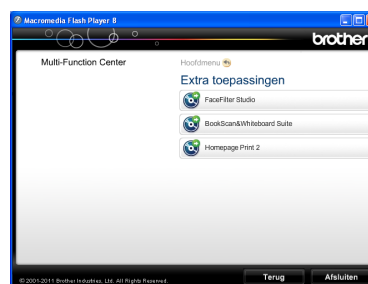 Macromedia Flash Player 8
brother
Multi-Function Center
Hoofdmenu
Extra toepassingen
FaceFilter Studio
BookScan&Whiteboard Suite
Homepage Print 2
© 2001-2011 Brother Industries, Ltd. All Rights Reserved.
Terug
Afsluiten